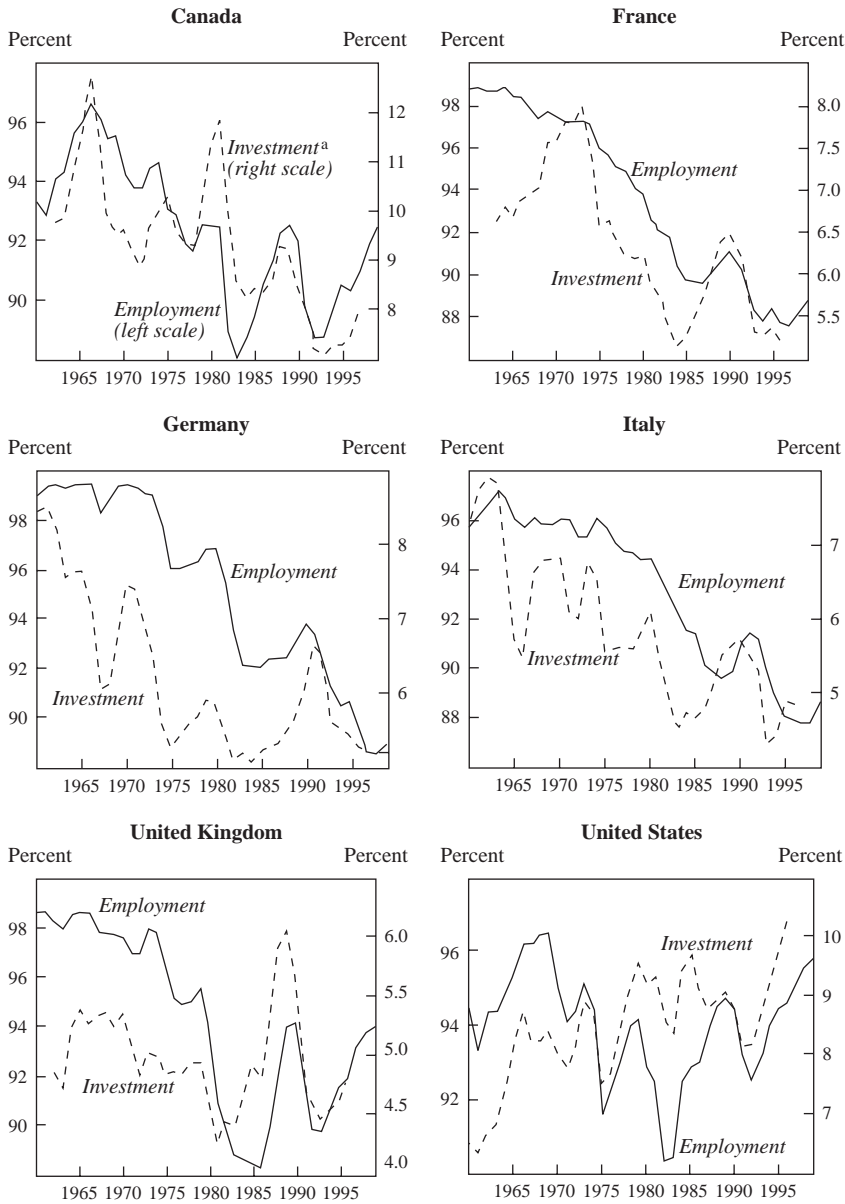 Canada
Percent Percent
96
94
92
90
12
11
10
9
8
Investment a
(right scale)
Employment
(left scale)
1965 1970 1975 1980 1985 1990 1995
France
Percent Percent
98
96
94
92
90
88
8.0
7.5
7.0
6.5
6.0
5.5
Employment
Investment
1965 1970 1975 1980 1985 1990 1995
Germany
Percent Percent
98
96
94
92
90
8
7
6
Employment
Investment
1965 1970 1975 1980 1985 1990 1995
Italy
Percent Percent
96
94
92
90
88
7
6
5
Employment
Investment
1965 1970 1975 1980 1985 1990 1995
United Kingdom
Percent Percent
98
96
94
92
90
6.0
5.5
5.0
4.5
4.0
Employment
Investment
1965 1970 1975 1980 1985 1990 1995
United States
Percent Percent
96
94
92
10
9
8
7
Investment
Employment
1965 1970 1975 1980 1985 1990 1995